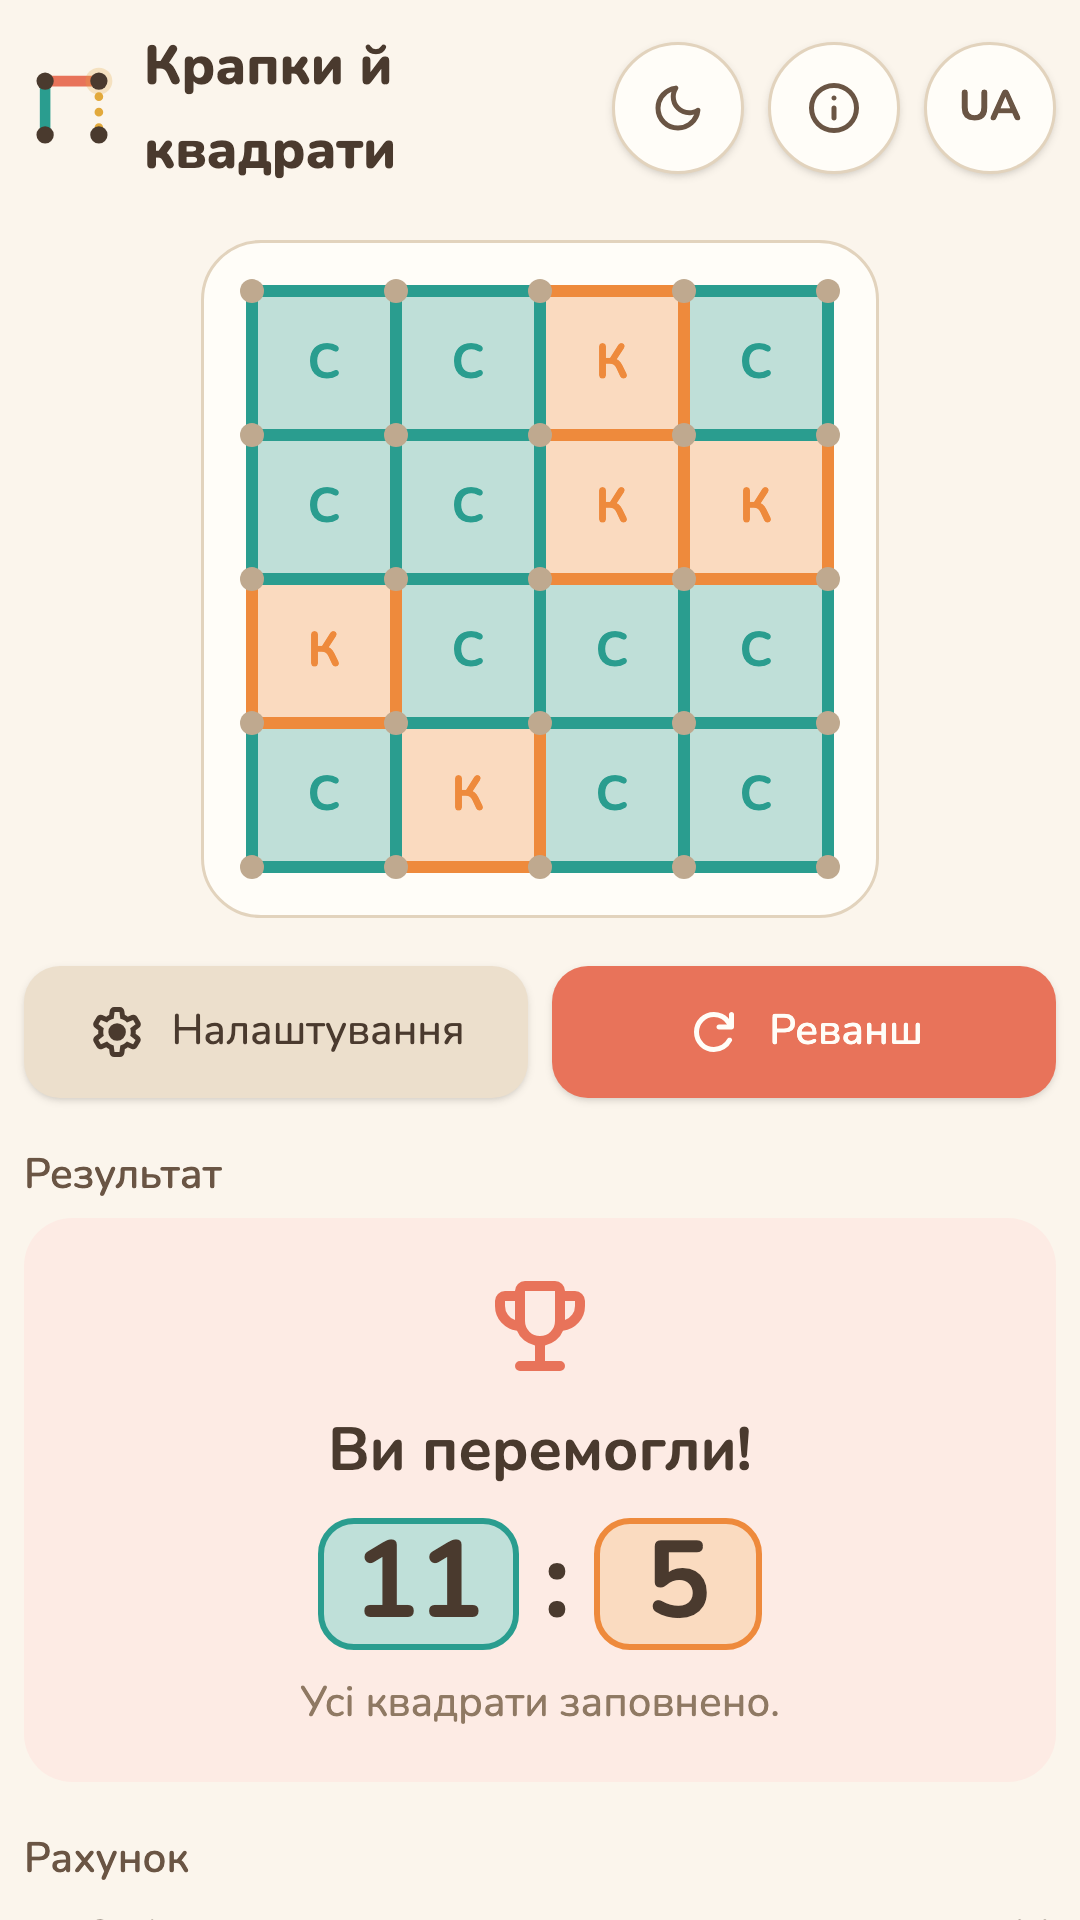 Крапки й
квадрати
UA
С С К С
С С К К
К С С С
С К С С
Налаштування
Реванш
Результат
Ви перемогли!
11 : 5
Усі квадрати заповнено.
Рахунок